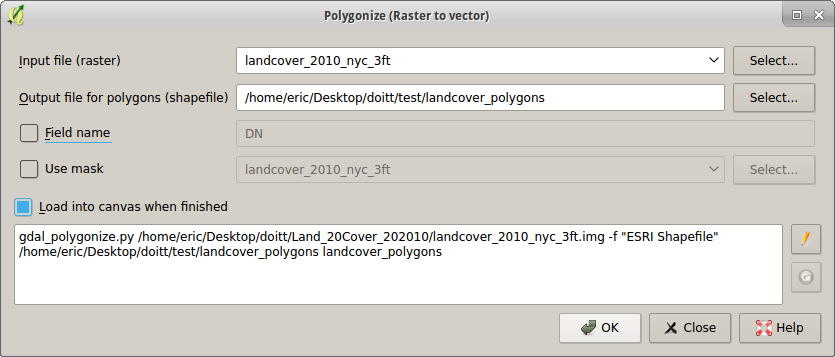 Polygonize (Raster to vector)
Input file (raster) landcover_2010_nyc_3ft Select...
Output file for polygons (shapefile) /home/eric/Desktop/doitt/test/landcover_polygons Select...
Field name DN
Use mask landcover_2010_nyc_3ft Select...
Load into canvas when finished
gdal_polygonize.py /home/eric/Desktop/doitt/Land_20Cover_202010/landcover_2010_nyc_3ft.img -f "ESRI Shapefile"
/home/eric/Desktop/doitt/test/landcover_polygons landcover_polygons
OK Close Help